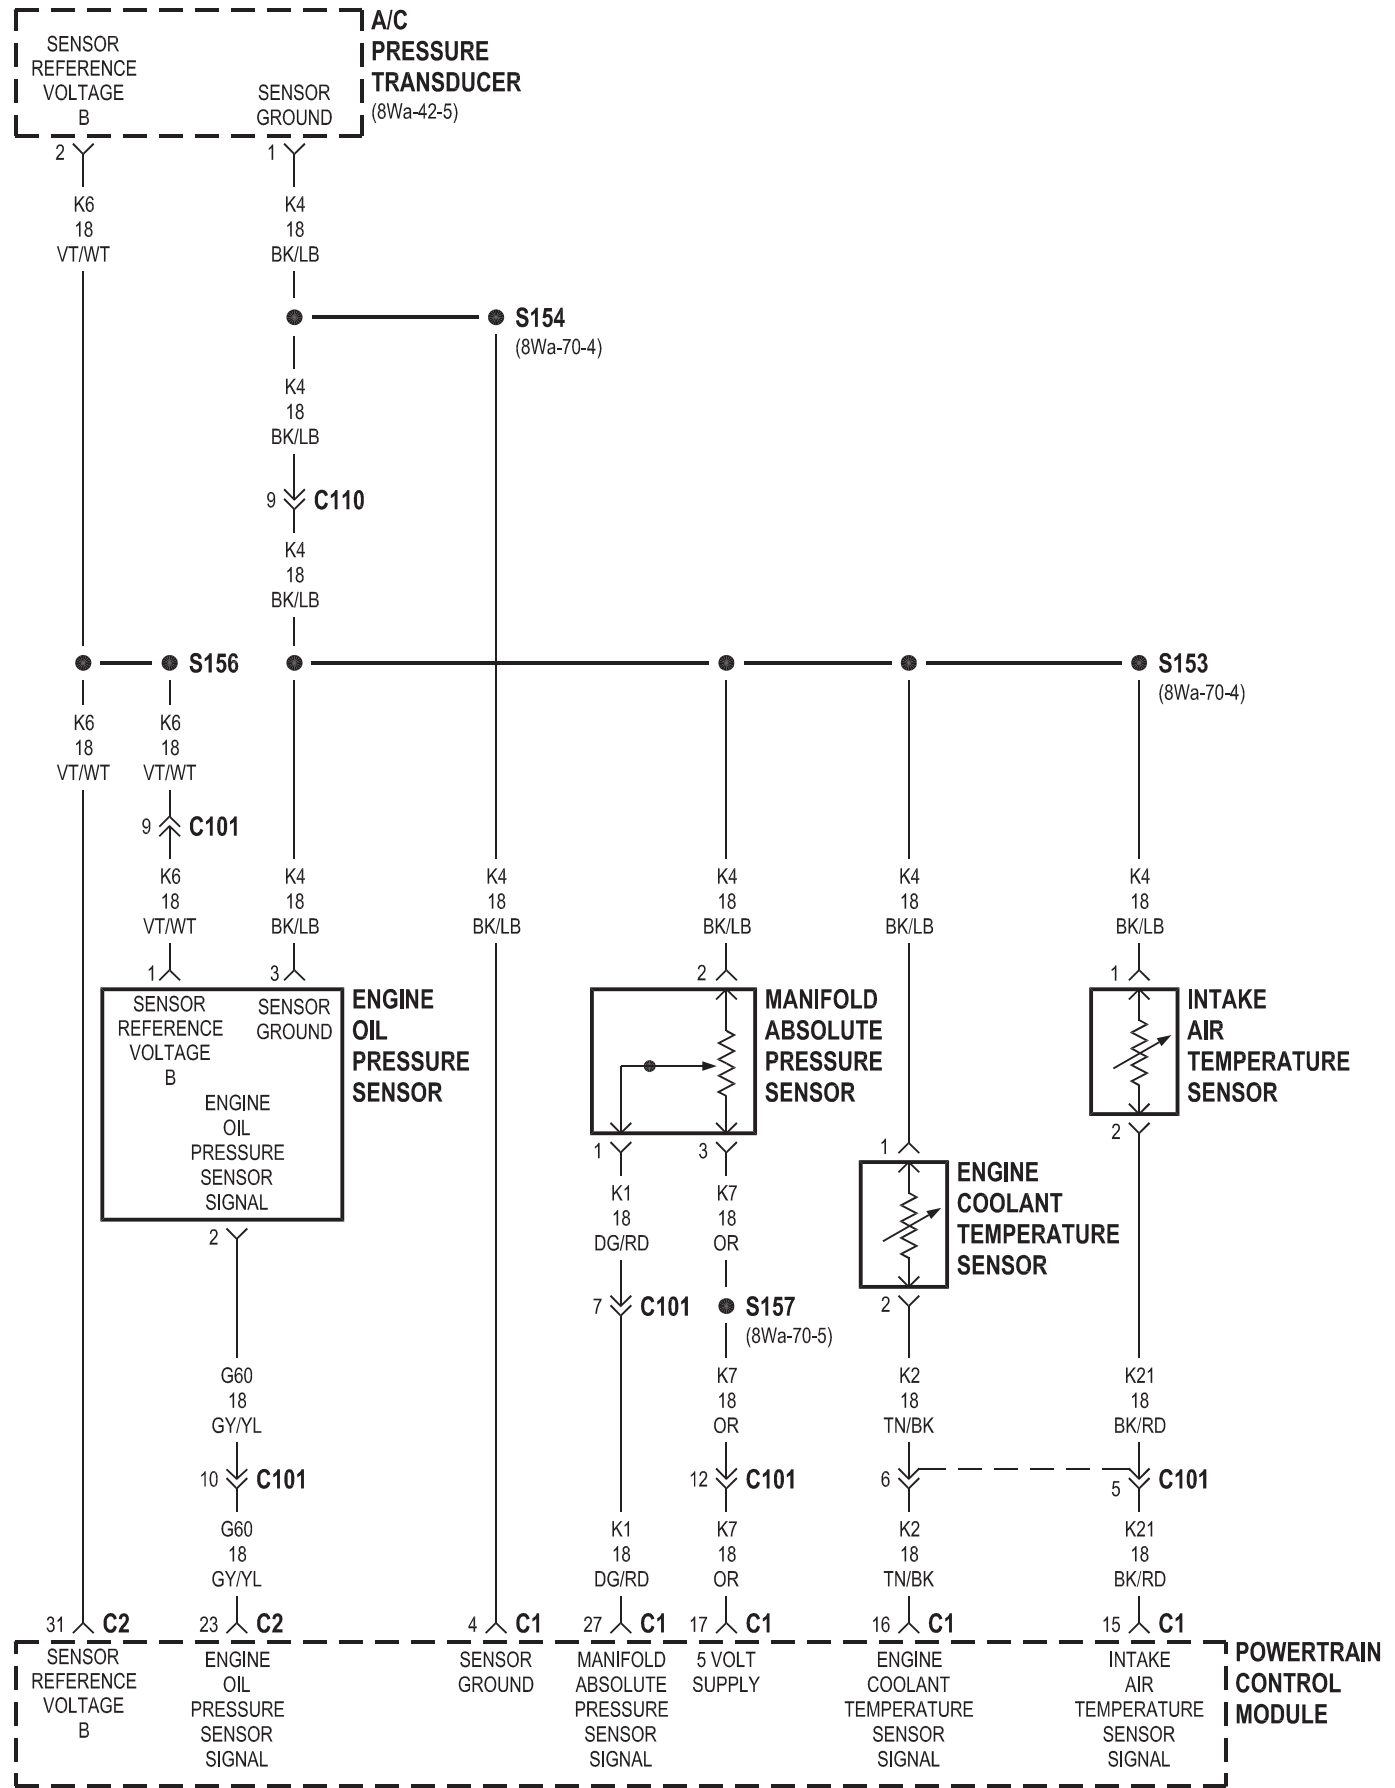 A/C
PRESSURE
TRANSDUCER
(8Wa-42-5)
SENSOR
REFERENCE
VOLTAGE
B
SENSOR
GROUND
2
1
K6
18
VT/WT
K4
18
BK/LB
S154
(8Wa-70-4)
K4
18
BK/LB
9
C110
K4
18
BK/LB
S156
S153
(8Wa-70-4)
K6
18
VT/WT
K6
18
VT/WT
9
C101
K6
18
VT/WT
K4
18
BK/LB
K4
18
BK/LB
K4
18
BK/LB
K4
18
BK/LB
K4
18
BK/LB
1
3
2
1
SENSOR
REFERENCE
VOLTAGE
B
SENSOR
GROUND
ENGINE
OIL
PRESSURE
SENSOR
SIGNAL
ENGINE
OIL
PRESSURE
SENSOR
MANIFOLD
ABSOLUTE
PRESSURE
SENSOR
INTAKE
AIR
TEMPERATURE
SENSOR
2
1
3
1
2
ENGINE
COOLANT
TEMPERATURE
SENSOR
K1
18
DG/RD
K7
18
OR
7
C101
S157
(8Wa-70-5)
2
G60
18
GY/YL
K7
18
OR
K2
18
TN/BK
K21
18
BK/RD
10
C101
12
C101
6
5
C101
G60
18
GY/YL
K1
18
DG/RD
K7
18
OR
K2
18
TN/BK
K21
18
BK/RD
31
C2
23
C2
4
C1
27
C1
17
C1
16
C1
15
C1
SENSOR
REFERENCE
VOLTAGE
B
ENGINE
OIL
PRESSURE
SENSOR
SIGNAL
SENSOR
GROUND
MANIFOLD
ABSOLUTE
PRESSURE
SENSOR
SIGNAL
5 VOLT
SUPPLY
ENGINE
COOLANT
TEMPERATURE
SENSOR
SIGNAL
INTAKE
AIR
TEMPERATURE
SENSOR
SIGNAL
POWERTRAIN
CONTROL
MODULE